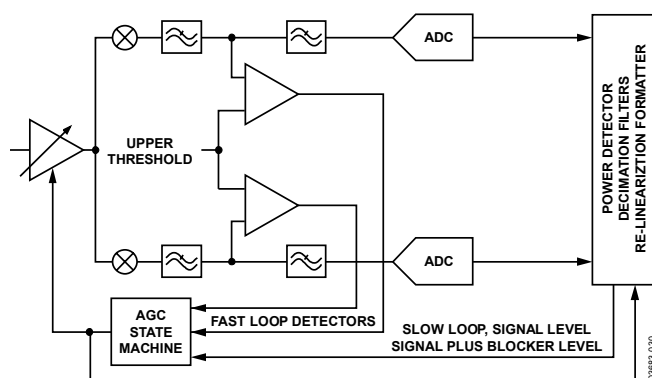 ADC
UPPER
THRESHOLD
POWER DETECTOR
DECIMATION FILTERS
RE-LINEARIZTION FORMATTER
ADC
AGC
STATE
MACHINE
FAST LOOP DETECTORS
SLOW LOOP, SIGNAL LEVEL
SIGNAL PLUS BLOCKER LEVEL